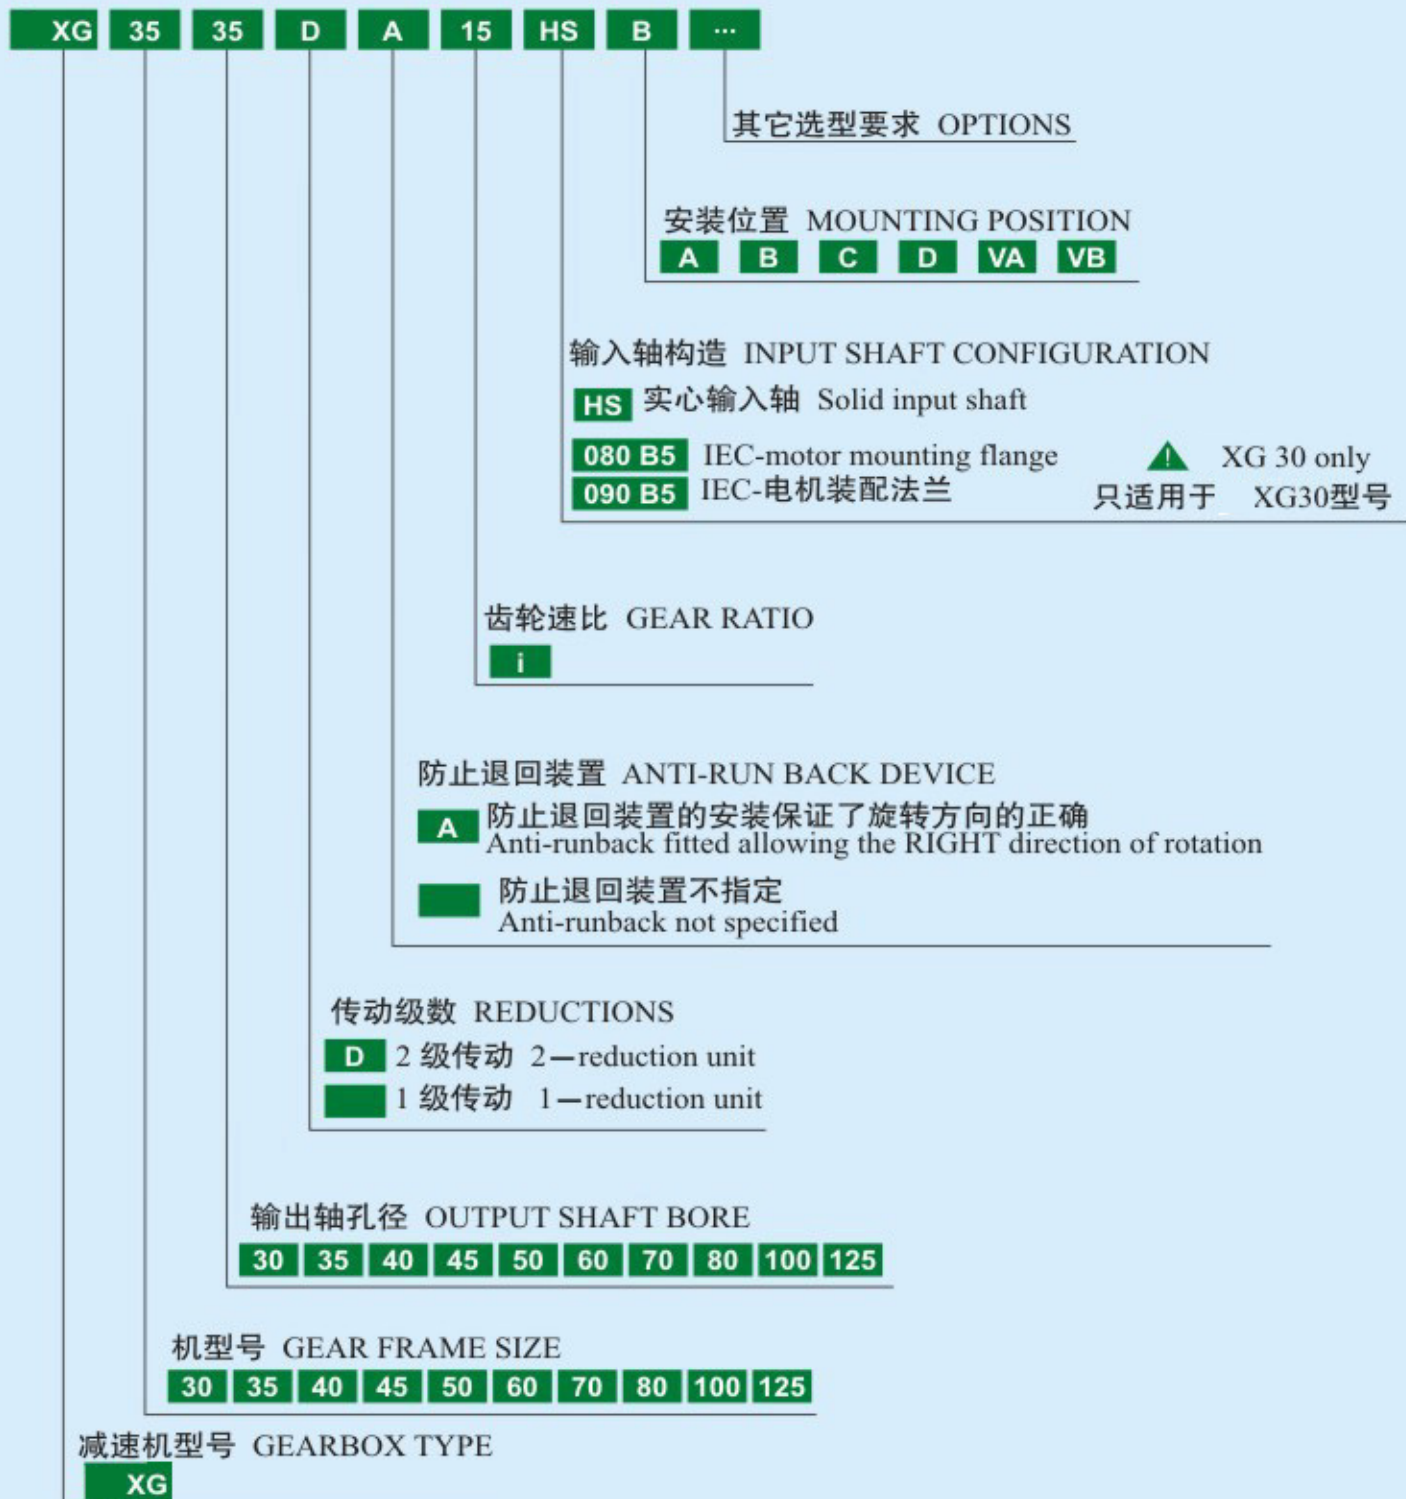 XG 35 35 D A 15 HS B ...
其它选型要求 OPTIONS
安装位置 MOUNTING POSITION
A B C D VA VB
输入轴构造 INPUT SHAFT CONFIGURATION
HS 实心输入轴 Solid input shaft
080 B5 IEC-motor mounting flange ! XG 30 only
090 B5 IEC-电机装配法兰 只适用于 XG30型号
齿轮速比 GEAR RATIO
i
防止退回装置 ANTI-RUN BACK DEVICE
A 防止退回装置的安装保证了旋转方向的正确
Anti-runback fitted allowing the RIGHT direction of rotation
防止退回装置不指定
Anti-runback not specified
传动级数 REDUCTIONS
D 2 级传动 2—reduction unit
1 级传动 1—reduction unit
输出轴孔径 OUTPUT SHAFT BORE
30 35 40 45 50 60 70 80 100 125
机型号 GEAR FRAME SIZE
30 35 40 45 50 60 70 80 100 125
减速机型号 GEARBOX TYPE
XG